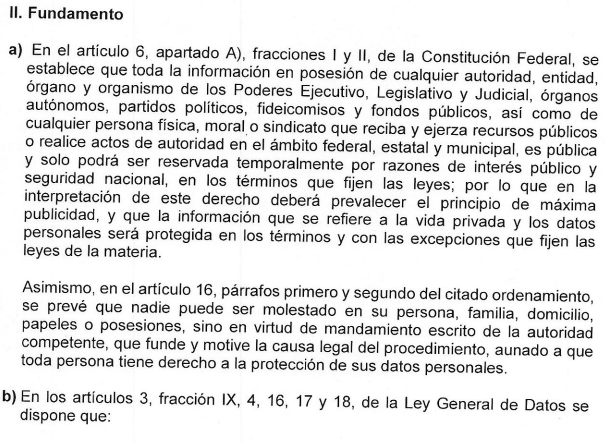 II. Fundamento
a) En el artículo 6, apartado A), fracciones I y II, de la Constitución Federal, se
establece que toda la información en posesión de cualquier autoridad, entidad,
órgano y organismo de los Poderes Ejecutivo, Legislativo y Judicial, órganos
autónomos, partidos políticos, fideicomisos y fondos públicos, así como de
cualquier persona física, moral o sindicato que reciba y ejerza recursos públicos
o realice actos de autoridad en el ámbito federal, estatal y municipal, es pública
y solo podrá ser reservada temporalmente por razones de interés público y
seguridad nacional, en los términos que fijen las leyes; por lo que en la
interpretación de este derecho deberá prevalecer el principio de máxima
publicidad, y que la información que se refiere a la vida privada y los datos
personales será protegida en los términos y con las excepciones que fijen las
leyes de la materia.
Asimismo, en el artículo 16, párrafos primero y segundo del citado ordenamiento,
se prevé que nadie puede ser molestado en su persona, familia, domicilio,
papeles o posesiones, sino en virtud de mandamiento escrito de la autoridad
competente, que funde y motive la causa legal del procedimiento, aunado a que
toda persona tiene derecho a la protección de sus datos personales.
b) En los artículos 3, fracción IX, 4, 16, 17 y 18, de la Ley General de Datos se
dispone que: